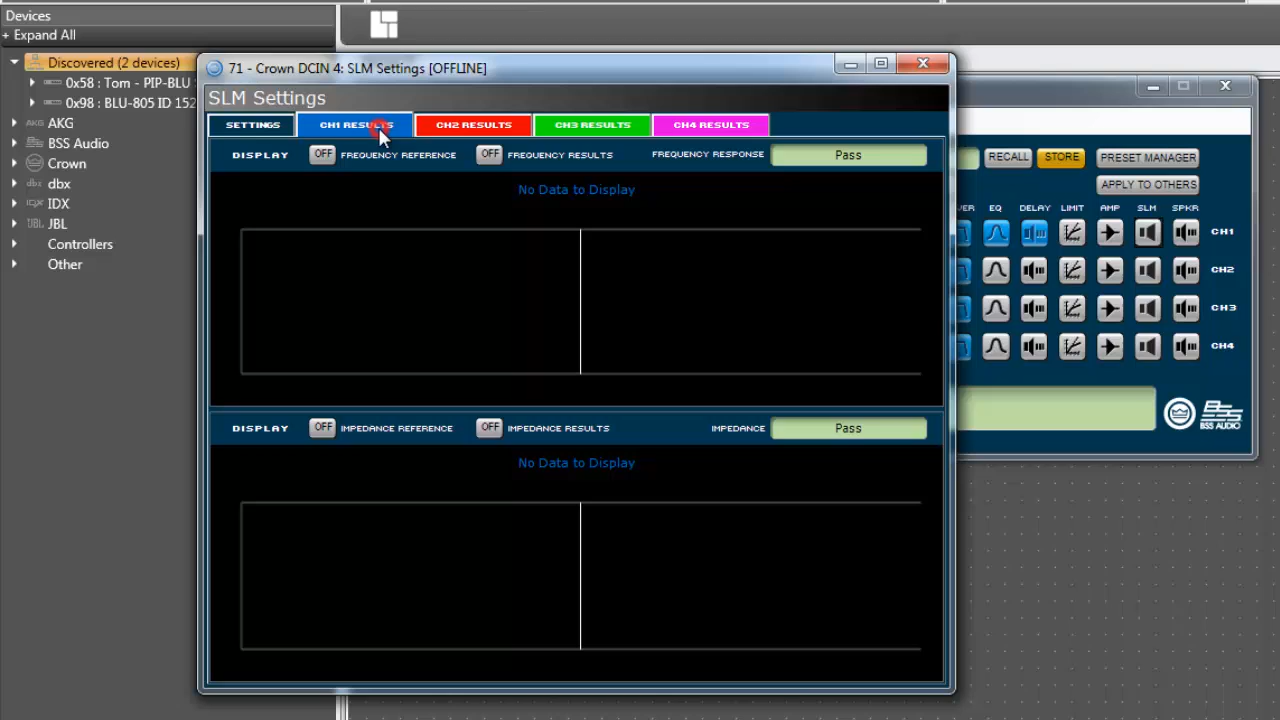 Devices
+ Expand All
Discovered (2 devices)
0x58 : Tom - PIP-BLU
0x98 : BLU-805 ID 152
AKG AKG
BSS Audio
Crown
dbx dbx
IDX IDX
JBL JBL
Controllers
Other
71 - Crown DCIN 4: SLM Settings [OFFLINE]
SLM Settings
SETTINGS CH1 RESULTS CH2 RESULTS CH3 RESULTS CH4 RESULTS
DISPLAY OFF FREQUENCY REFERENCE OFF FREQUENCY RESULTS FREQUENCY RESPONSE Pass
No Data to Display
DISPLAY OFF IMPEDANCE REFERENCE OFF IMPEDANCE RESULTS IMPEDANCE Pass
No Data to Display
RECALL STORE PRESET MANAGER
APPLY TO OTHERS
EQ DELAY LIMIT AMP SLM SPKR
CH1
CH2
CH3
CH4
BSS AUDIO